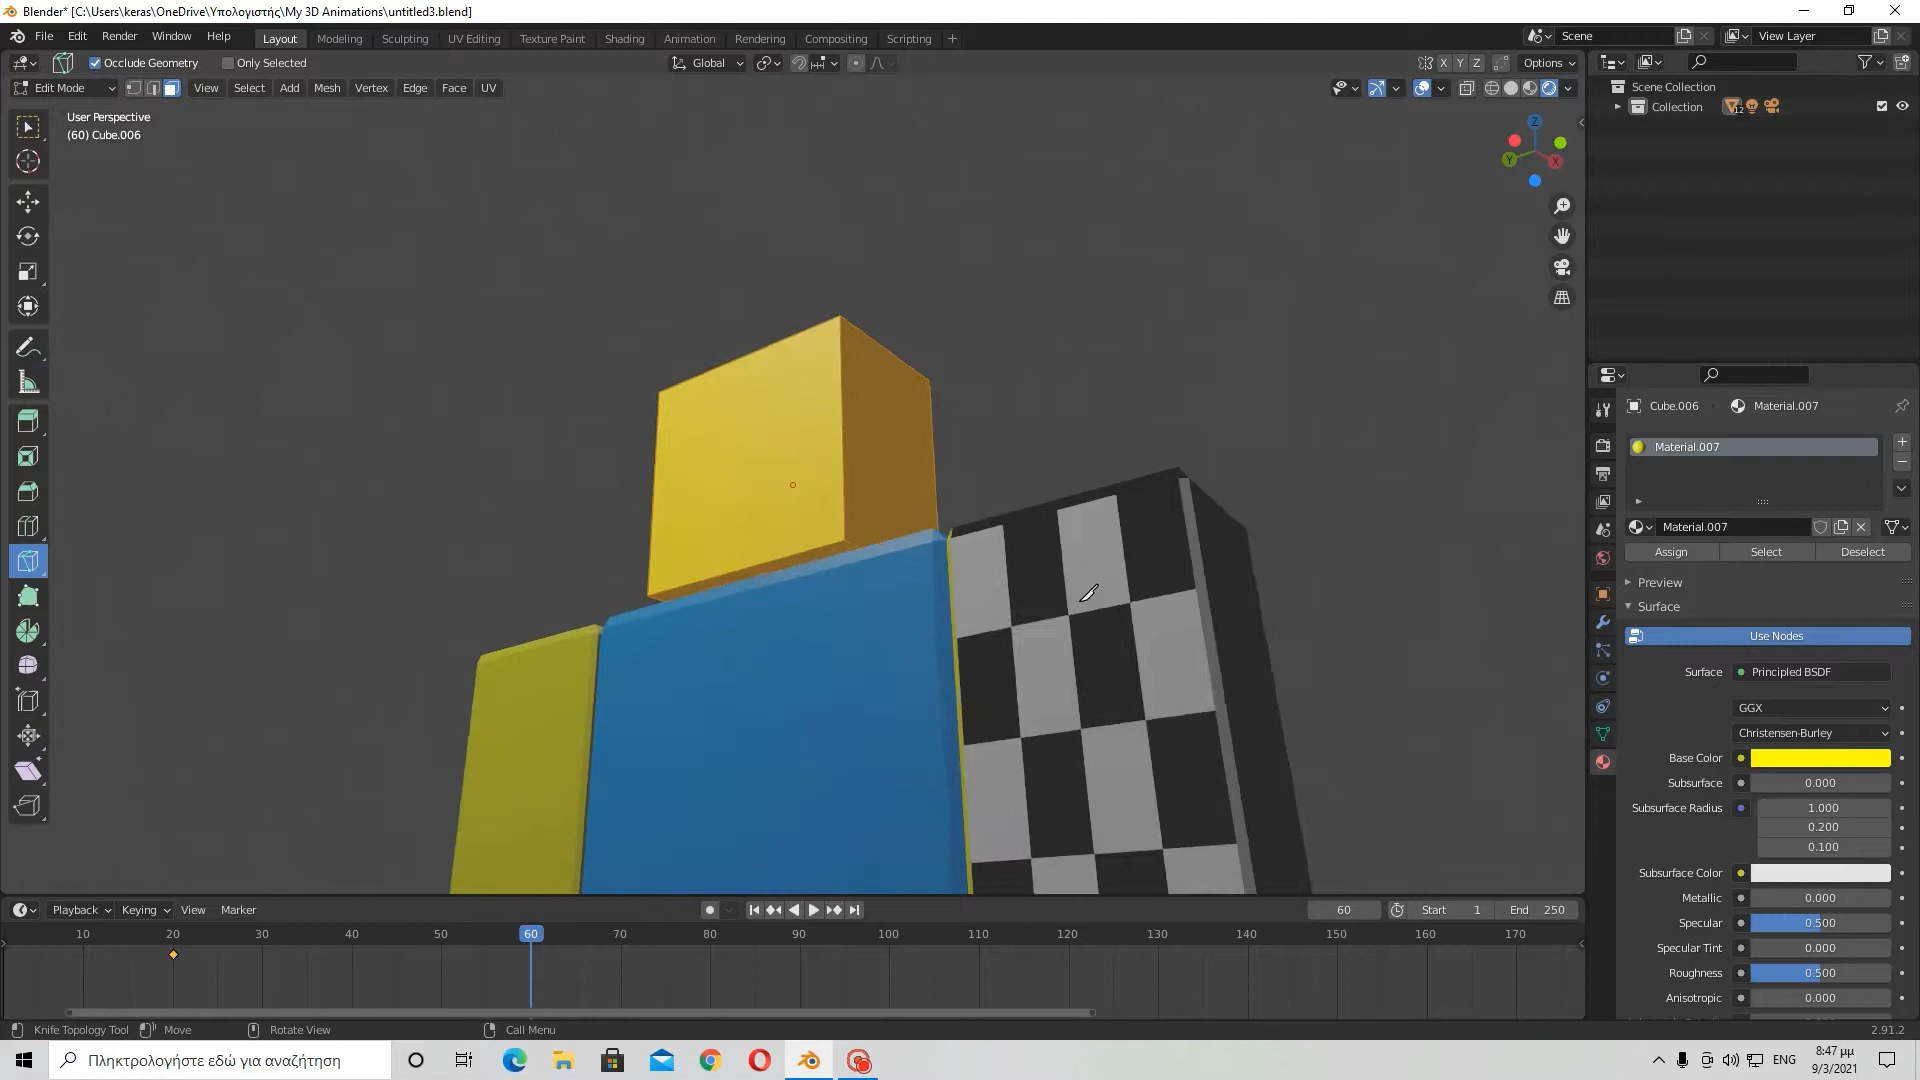 Blender* [C:\Users\keras\OneDrive\Υπολογιστής\My 3D Animations\untitled3.blend]
File Edit Render Window Help Layout Modeling Sculpting UV Editing Texture Paint Shading Animation Rendering Compositing Scripting + Scene View Layer
Occlude Geometry Only Selected Global X Y Z Options
Edit Mode View Select Add Mesh Vertex Edge Face UV
Scene Collection
Collection 12
User Perspective
(60) Cube.006
Z
Y X
Cube.006 Material.007
Material.007
Material.007
Assign Select Deselect
Preview
Surface
Use Nodes
Surface Principled BSDF
GGX
Christensen-Burley
Base Color
Subsurface 0.000
Subsurface Radius 1.000
0.200
0.100
Subsurface Color
Metallic 0.000
Specular 0.500
Specular Tint 0.000
Roughness 0.500
Anisotropic 0.000
Playback Keying View Marker 60 Start 1 End 250
10 20 30 40 50 60 70 80 90 100 110 120 130 140 150 160 170
Knife Topology Tool Move Rotate View Call Menu 2.91.2
Πληκτρολογήστε εδώ για αναζήτηση ENG 8:47 μμ
9/3/2021